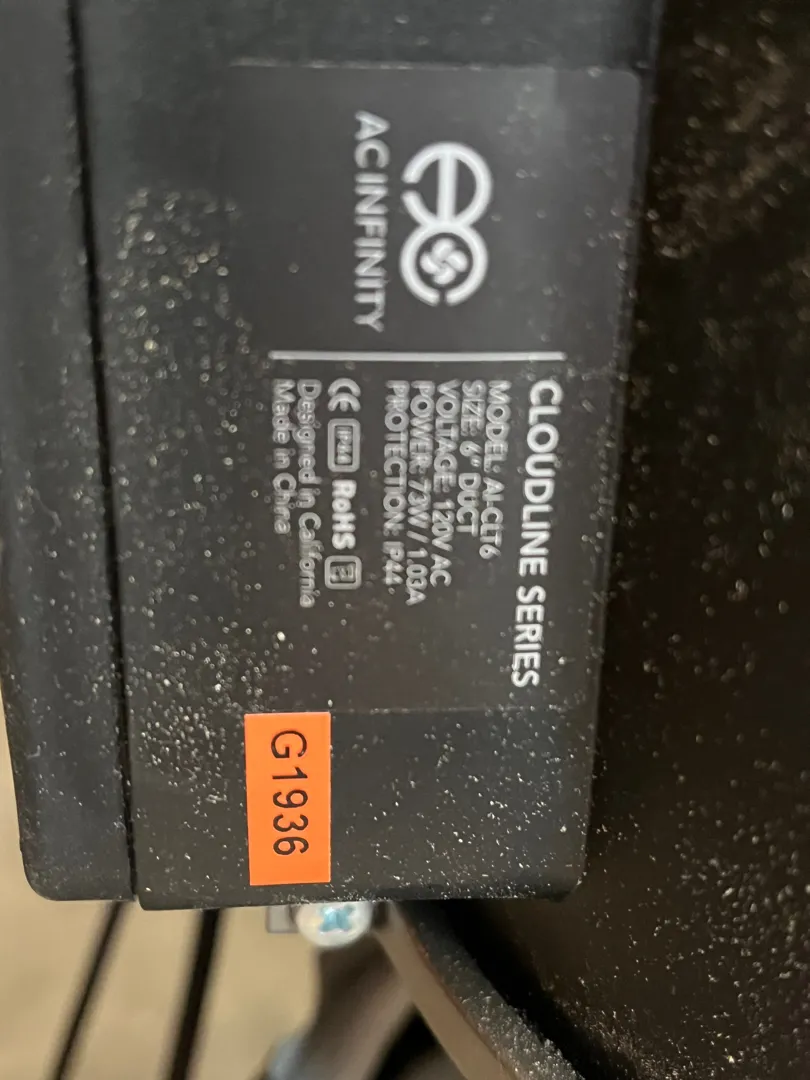 AC INFINITY
CLOUDLINE SERIES
MODEL: AI-CLT6
SIZE: 6" DUCT
VOLTAGE: 120V AC
POWER: 73W / 1.03A
PROTECTION: IP44
CE IP44 RoHS
Designed in California
Made in China
G1936